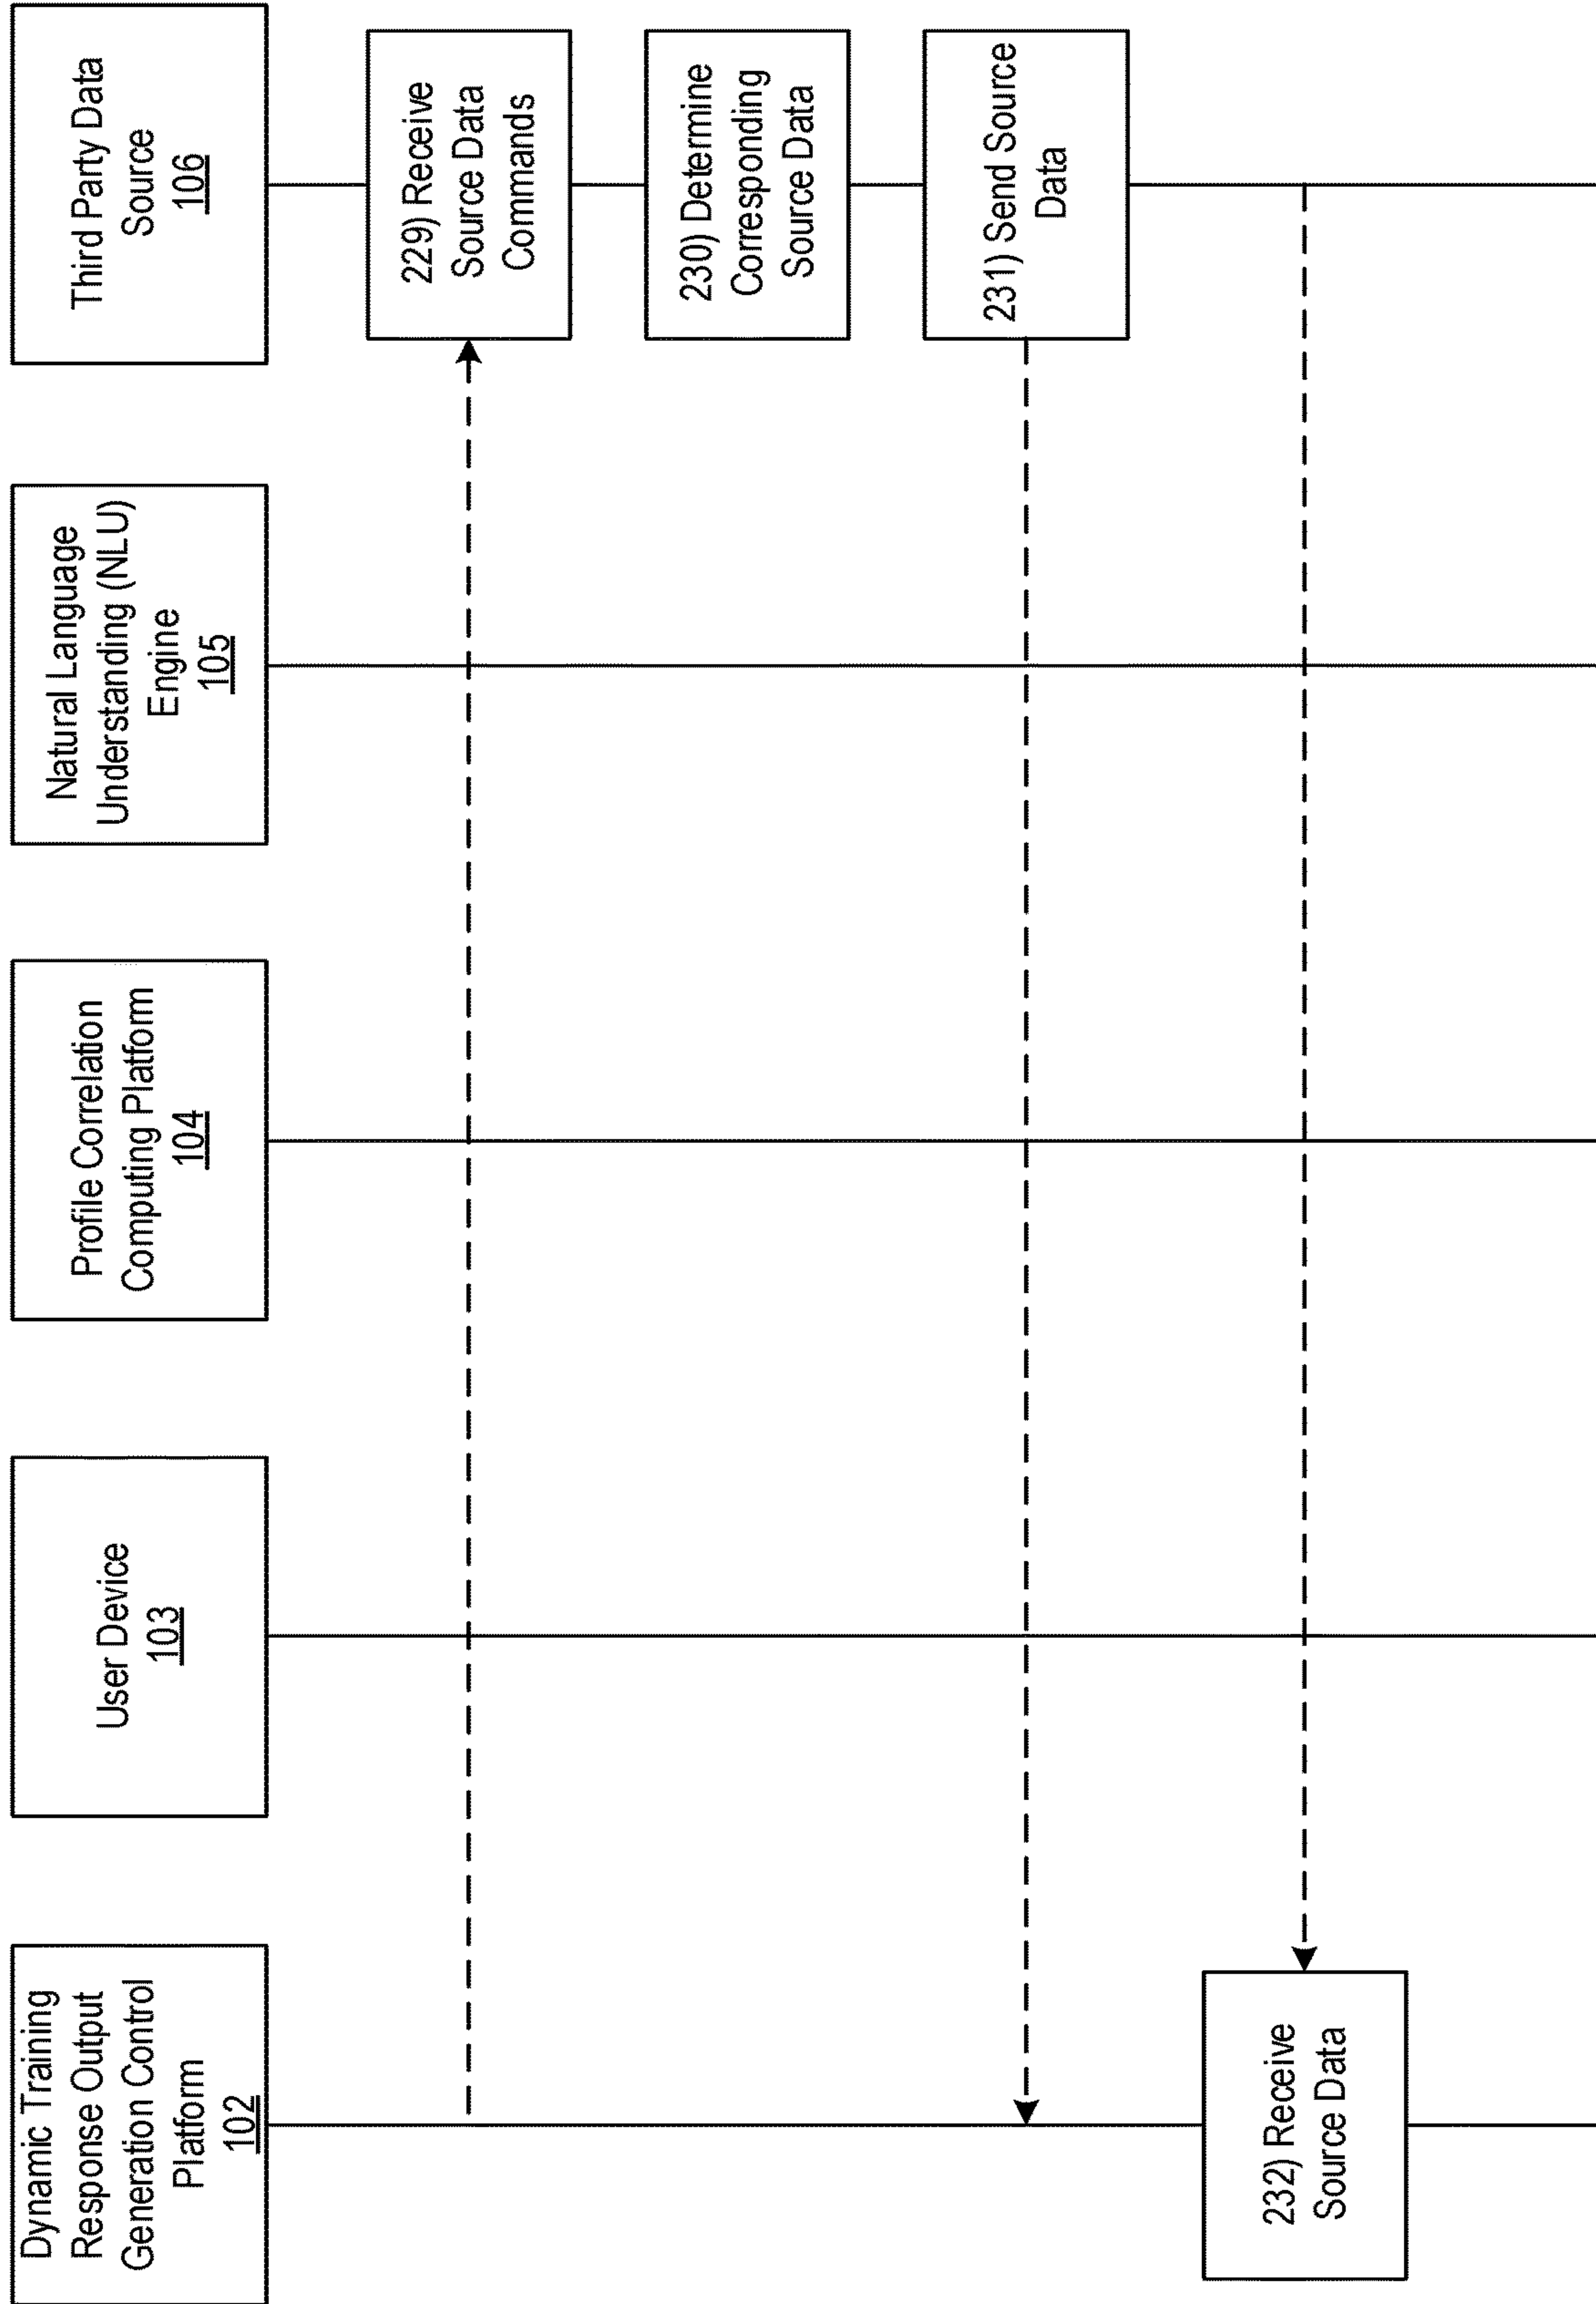 Dynamic Training
Response Output
Generation Control
Platform
102
User Device
103
Profile Correlation
Computing Platform
104
Natural Language
Understanding (NLU)
Engine
105
Third Party Data
Source
106
229) Receive
Source Data
Commands
230) Determine
Corresponding
Source Data
231) Send Source
Data
232) Receive
Source Data